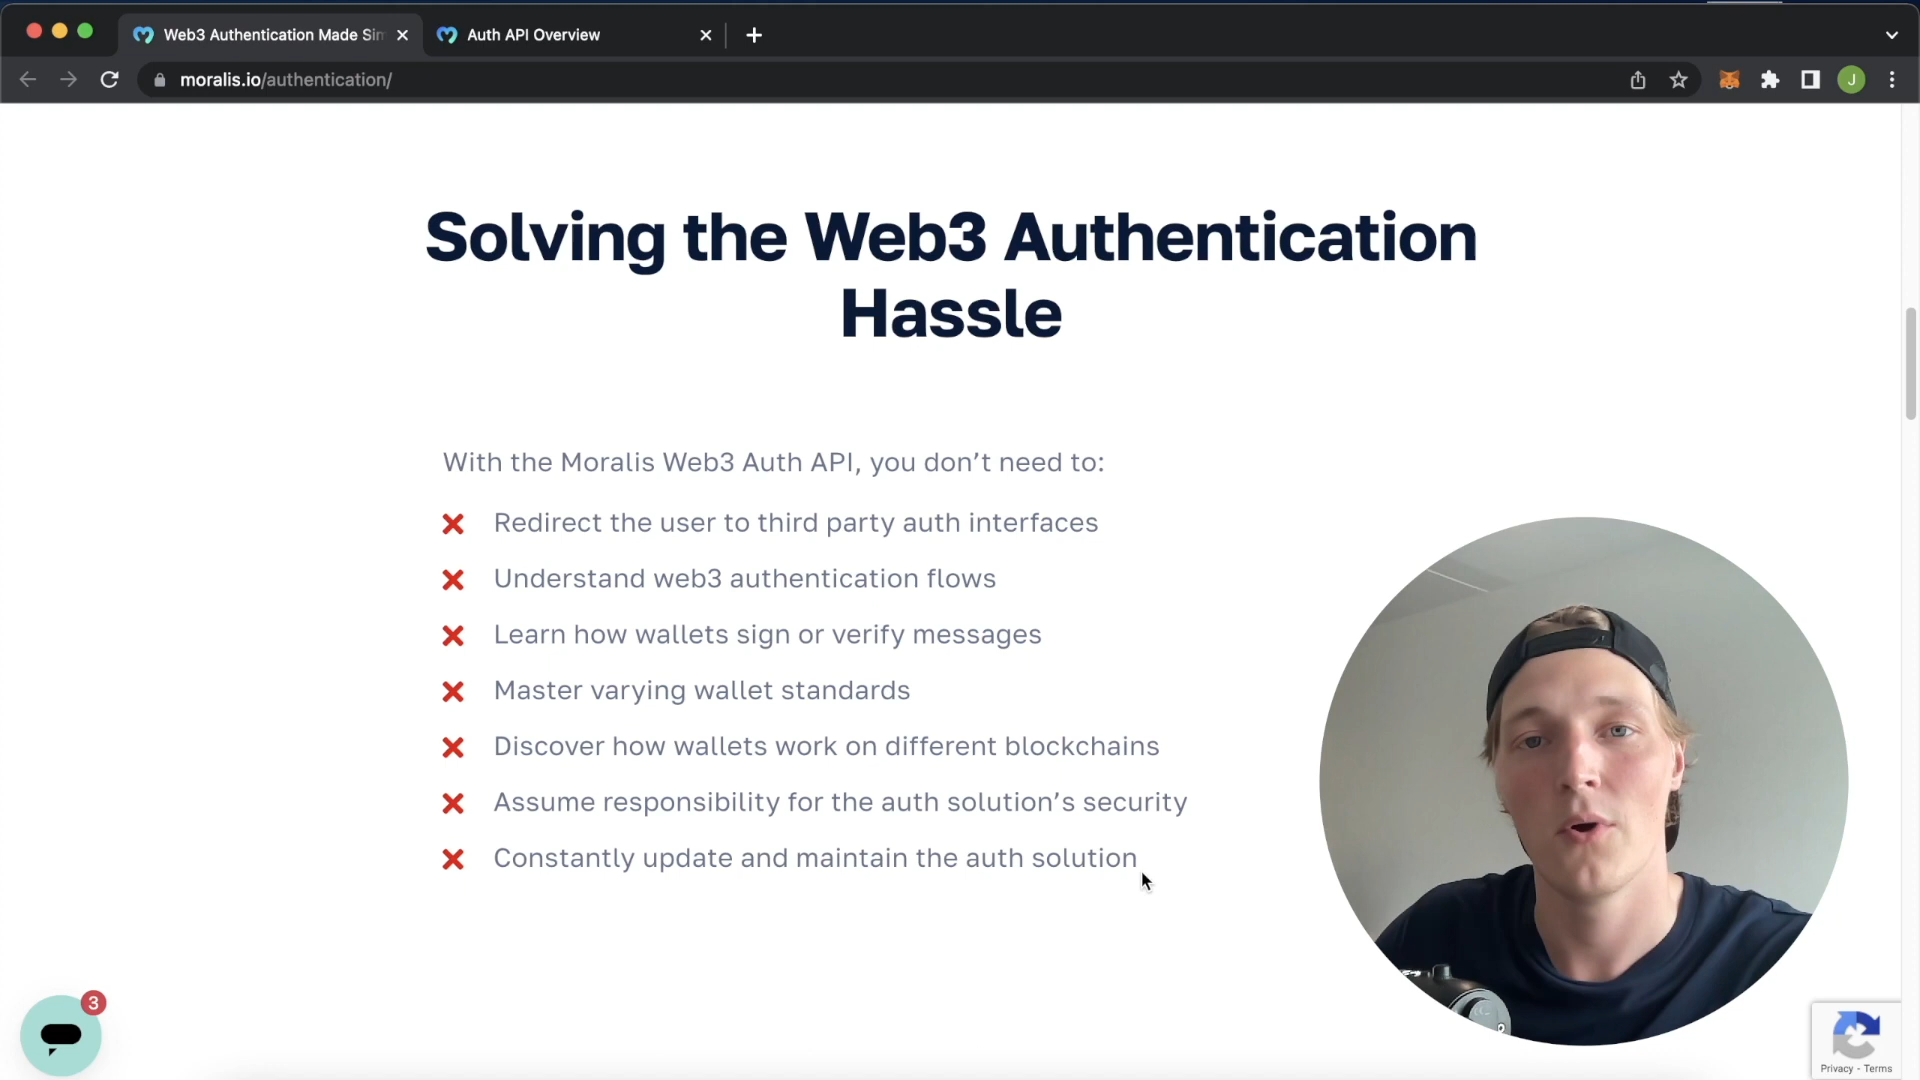 Web3 Authentication Made Sim
Auth API Overview
moralis.io/authentication/
J
Solving the Web3 Authentication
Hassle
With the Moralis Web3 Auth API, you don’t need to:
Redirect the user to third party auth interfaces
Understand web3 authentication flows
Learn how wallets sign or verify messages
Master varying wallet standards
Discover how wallets work on different blockchains
Assume responsibility for the auth solution’s security
Constantly update and maintain the auth solution
3
Privacy - Terms